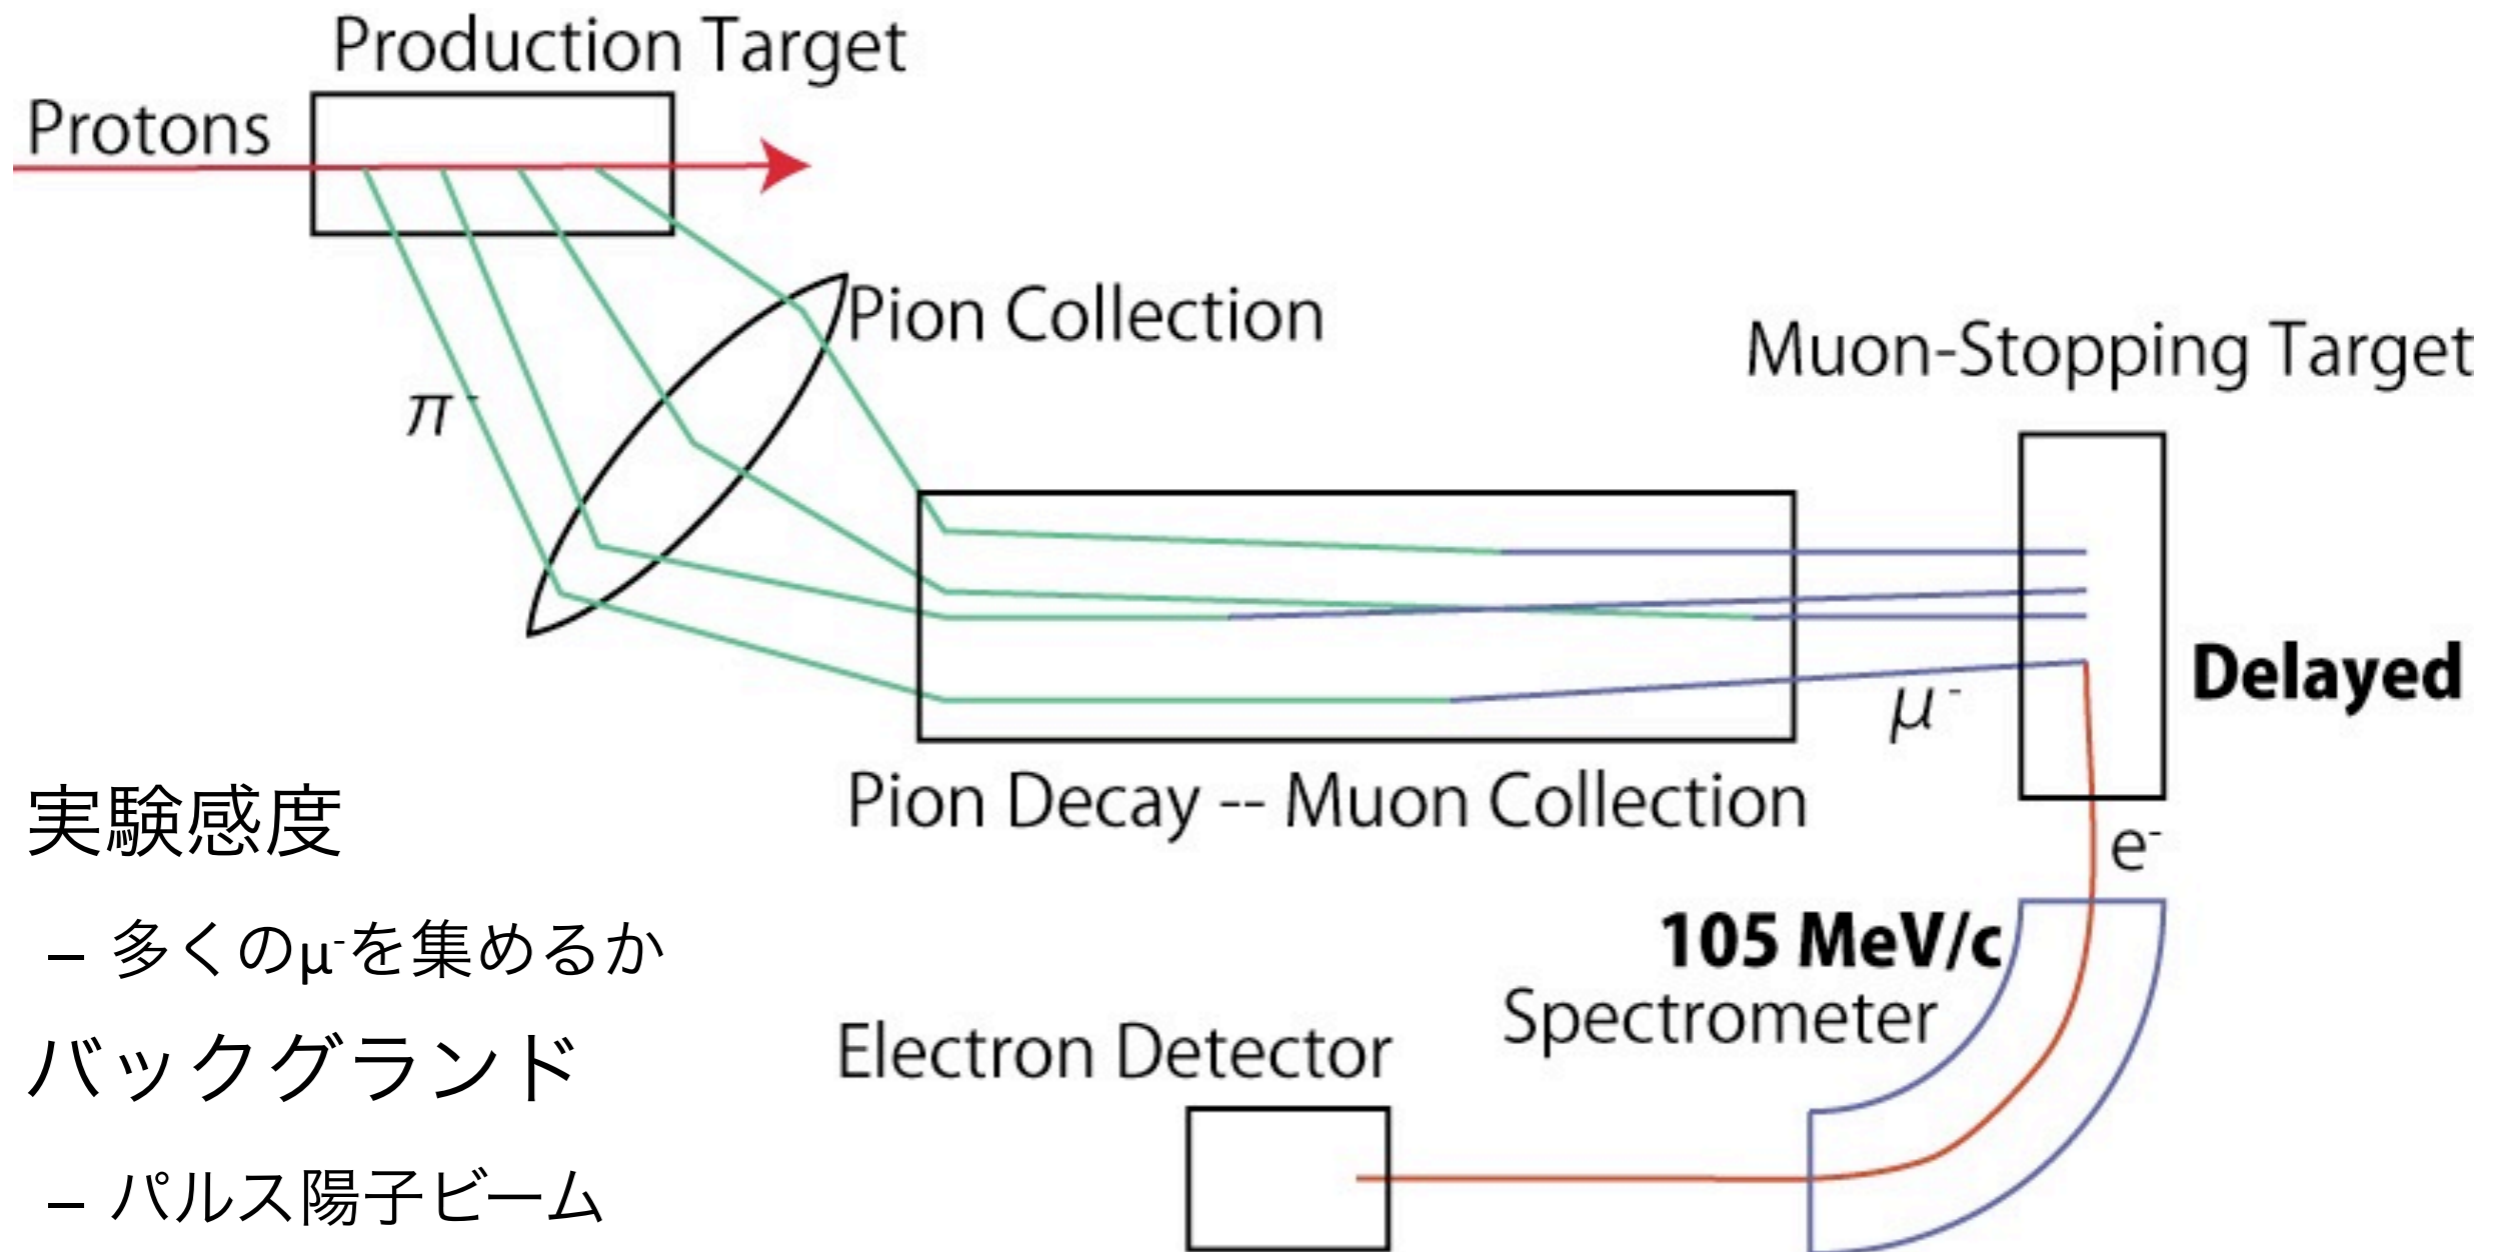 Production Target
Protons
Pion Collection
π⁻
Muon-Stopping Target
Delayed
μ⁻
Pion Decay -- Muon Collection
e⁻
105 MeV/c
Spectrometer
Electron Detector
実験感度
– 多くのμ⁻を集めるか
バックグランド
– パルス陽子ビーム